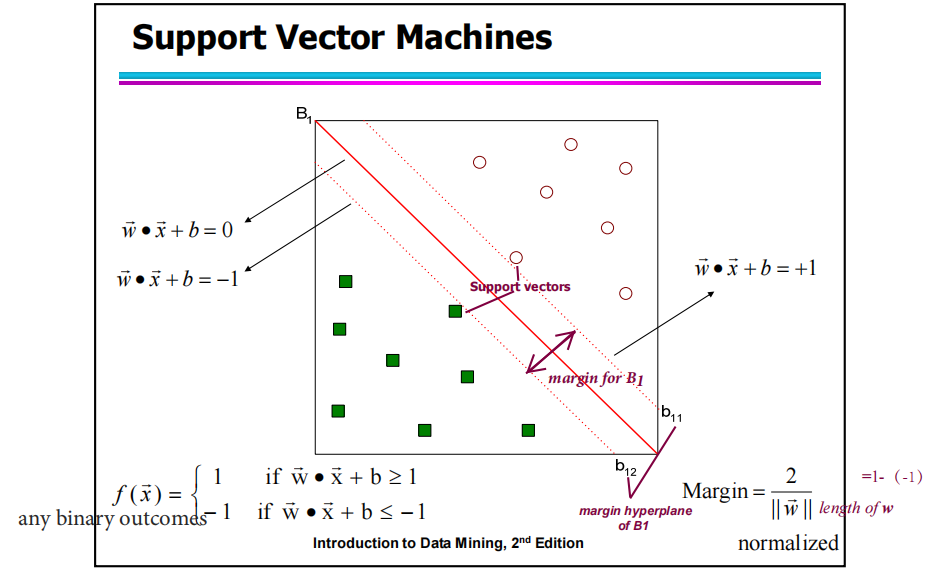 Support Vector Machines
B1
w⃗ • x⃗ + b = 0
w⃗ • x⃗ + b = −1
w⃗ • x⃗ + b = +1
Support vectors
margin for B1
b11
b12
f(x⃗) = { 1 if w⃗ • x⃗ + b ≥ 1
−1 if w⃗ • x⃗ + b ≤ −1
any binary outcomes
margin hyperplane
of B1
Margin = 2 / || w⃗ ||
=1- (-1)
length of w
normalized
Introduction to Data Mining, 2nd Edition